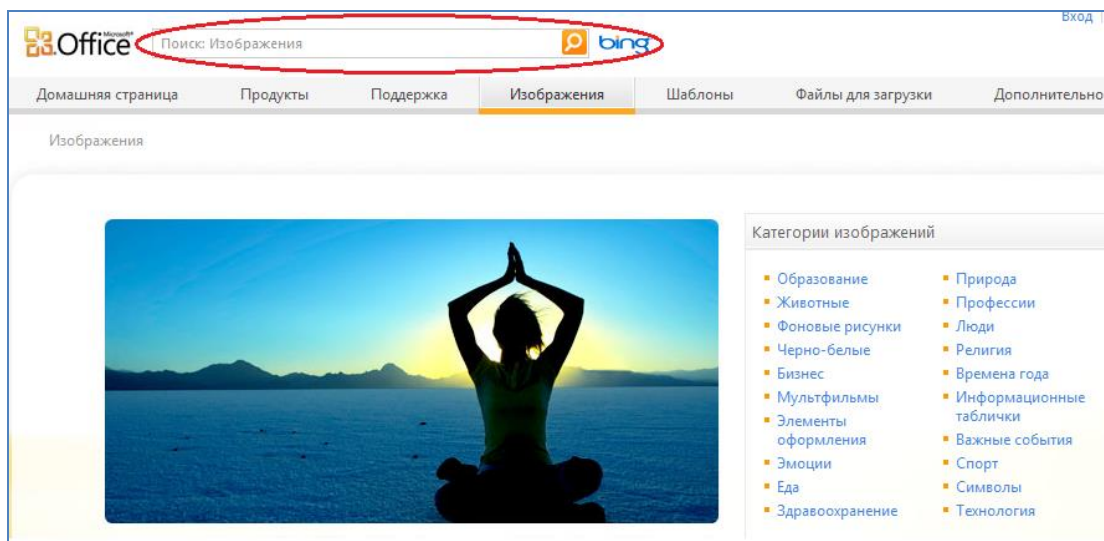 Вход
Microsoft®
Office
Поиск: Изображения
bing
Домашняя страница Продукты Поддержка Изображения Шаблоны Файлы для загрузки Дополнительно
Изображения
Категории изображений
Образование
Животные
Фоновые рисунки
Черно-белые
Бизнес
Мультфильмы
Элементы
оформления
Эмоции
Еда
Здравоохранение
Природа
Профессии
Люди
Религия
Времена года
Информационные
таблички
Важные события
Спорт
Символы
Технология